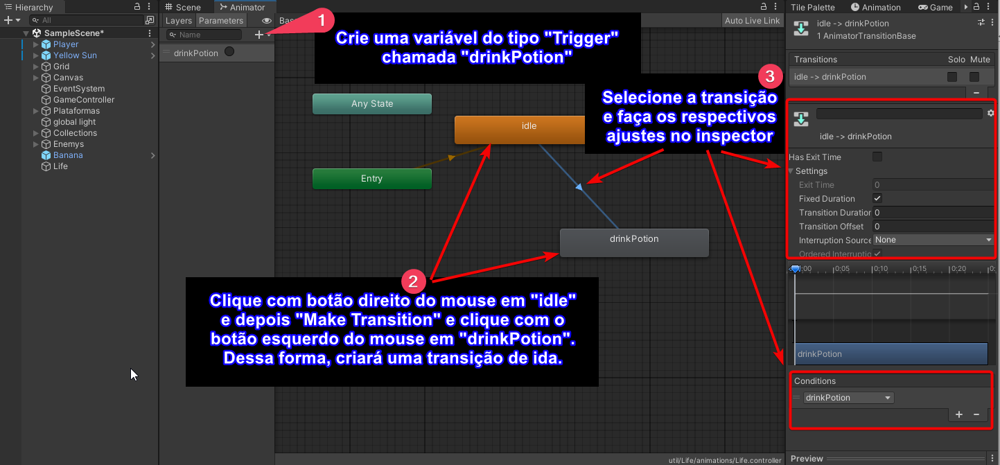 Hierarchy
All
SampleScene*
Player
Yellow Sun
Grid
Canvas
EventSystem
GameController
Plataformas
global light
Collections
Enemys
Banana
Life
Scene
Animator
Layers
Parameters
Name
drinkPotion
Auto Live Link
1
Crie uma variável do tipo "Trigger"
chamada "drinkPotion"
Any State
idle
Entry
drinkPotion
3
Selecione a transição
e faça os respectivos
ajustes no inspector
2
Clique com botão direito do mouse em "idle"
e depois "Make Transition" e clique com o
botão esquerdo do mouse em "drinkPotion".
Dessa forma, criará uma transição de ida.
util/Life/animations/Life.controller
Tile Palette
Animation
Game
idle -> drinkPotion
1 AnimatorTransitionBase
Transitions Solo Mute
idle -> drinkPotion
idle -> drinkPotion
Has Exit Time
Settings
Exit Time 0
Fixed Duration
Transition Duration 0
Transition Offset 0
Interruption Source None
Ordered Interruptio
:00 0:05 0:10 0:15 0:20 0:
drinkPotion
Conditions
drinkPotion
Preview